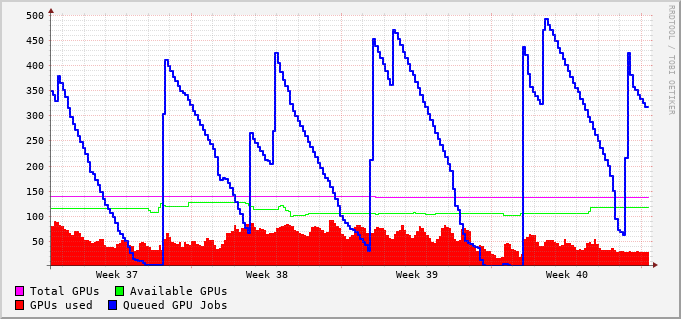 500
450
400
350
300
250
200
150
100
50
Week 37 Week 38 Week 39 Week 40
Total GPUs Available GPUs
GPUs used Queued GPU Jobs
RRDTOOL / TOBI OETIKER